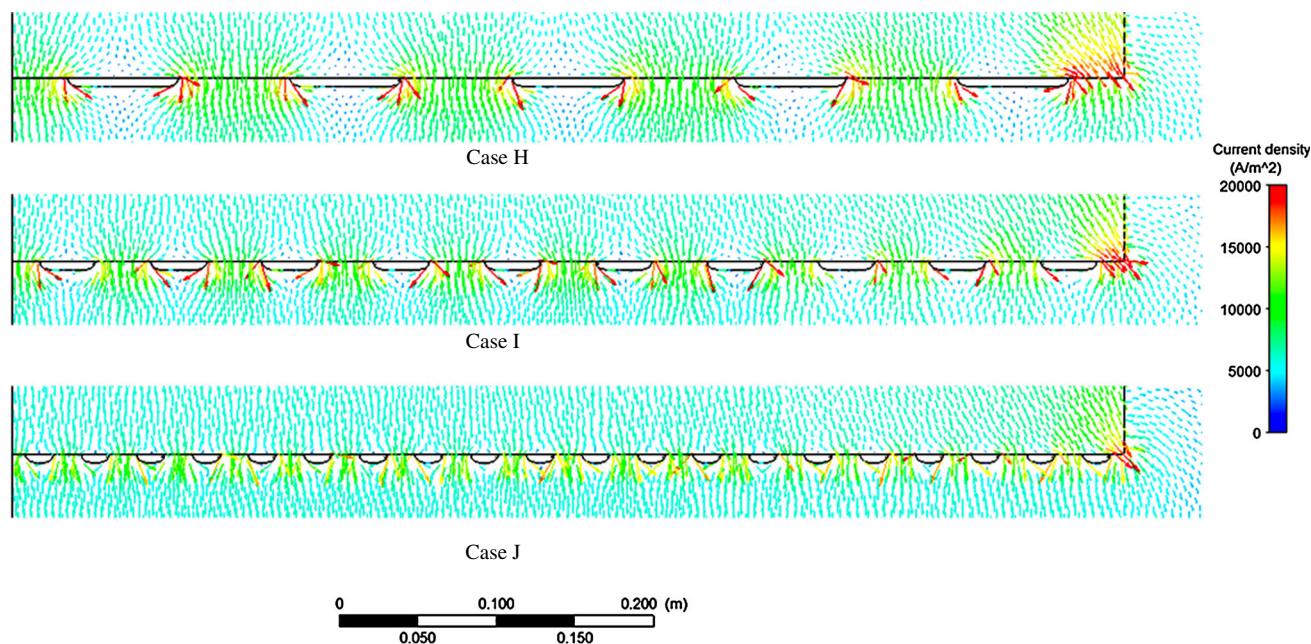 Case H
Current density
(A/m^2)
20000
15000
10000
5000
0
Case I
Case J
0 0.100 0.200 (m)
0.050 0.150